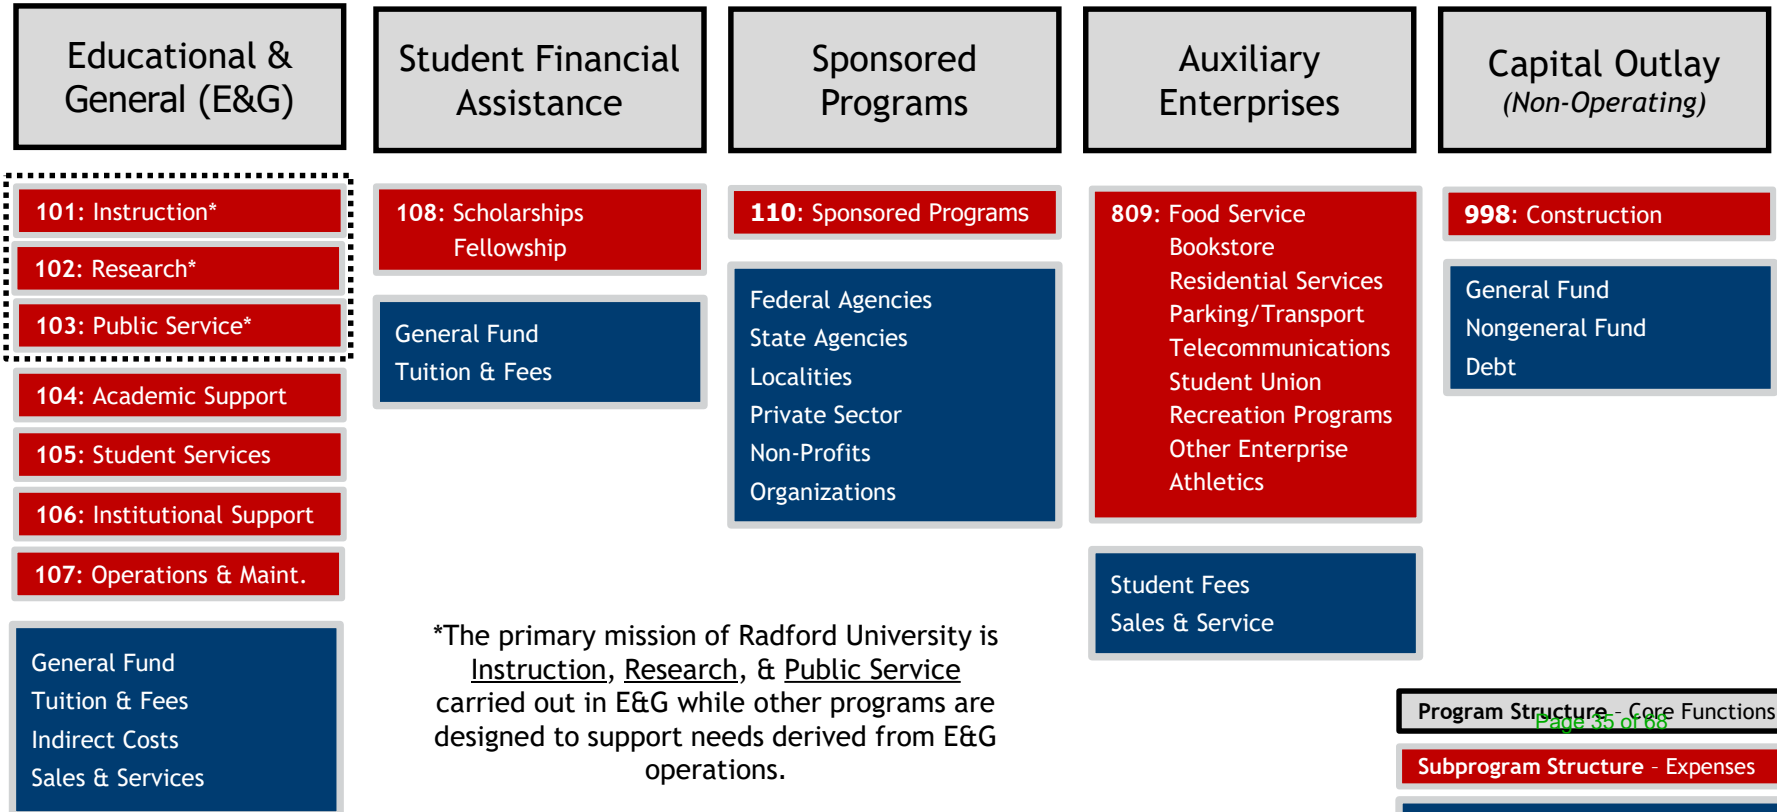 Educational &
General (E&G)
101: Instruction*
102: Research*
103: Public Service*
104: Academic Support
105: Student Services
106: Institutional Support
107: Operations & Maint.
General Fund
Tuition & Fees
Indirect Costs
Sales & Services
Student Financial
Assistance
108: Scholarships
Fellowship
General Fund
Tuition & Fees
Sponsored
Programs
110: Sponsored Programs
Federal Agencies
State Agencies
Localities
Private Sector
Non-Profits
Organizations
Auxiliary
Enterprises
809: Food Service
Bookstore
Residential Services
Parking/Transport
Telecommunications
Student Union
Recreation Programs
Other Enterprise
Athletics
Student Fees
Sales & Service
Capital Outlay
(Non-Operating)
998: Construction
General Fund
Nongeneral Fund
Debt
*The primary mission of Radford University is
Instruction, Research, & Public Service
carried out in E&G while other programs are
designed to support needs derived from E&G
operations.
Program Structure - Core Functions
Page 35 of 68
Subprogram Structure - Expenses